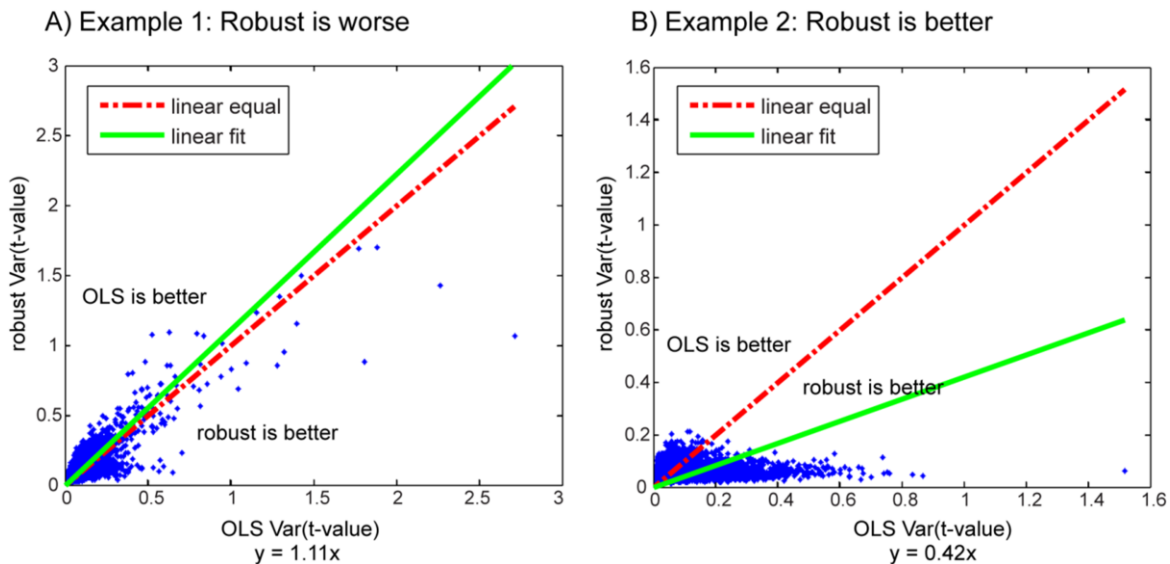 A) Example 1: Robust is worse
3
2.5
2
1.5
1
0.5
0
0
0.5
1
1.5
2
2.5
3
linear equal
linear fit
OLS is better
robust is better
robust Var(t-value)
OLS Var(t-value)
y = 1.11x
B) Example 2: Robust is better
1.6
1.4
1.2
1
0.8
0.6
0.4
0.2
0
0
0.2
0.4
0.6
0.8
1
1.2
1.4
1.6
linear equal
linear fit
OLS is better
robust is better
robust Var(t-value)
OLS Var(t-value)
y = 0.42x